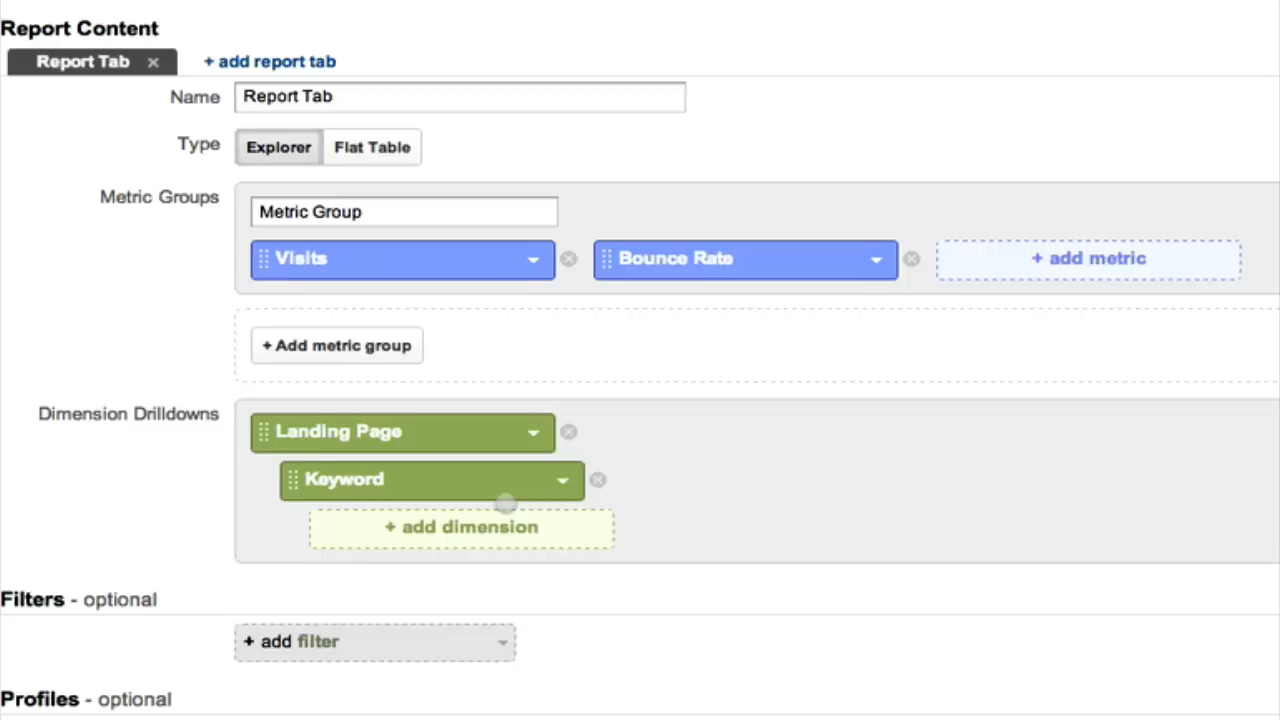 Report Content
Report Tab × + add report tab
Name Report Tab
Type Explorer Flat Table
Metric Groups
Metric Group
Visits Bounce Rate + add metric
+ Add metric group
Dimension Drilldowns
Landing Page
Keyword
+ add dimension
Filters - optional
+ add filter
Profiles - optional